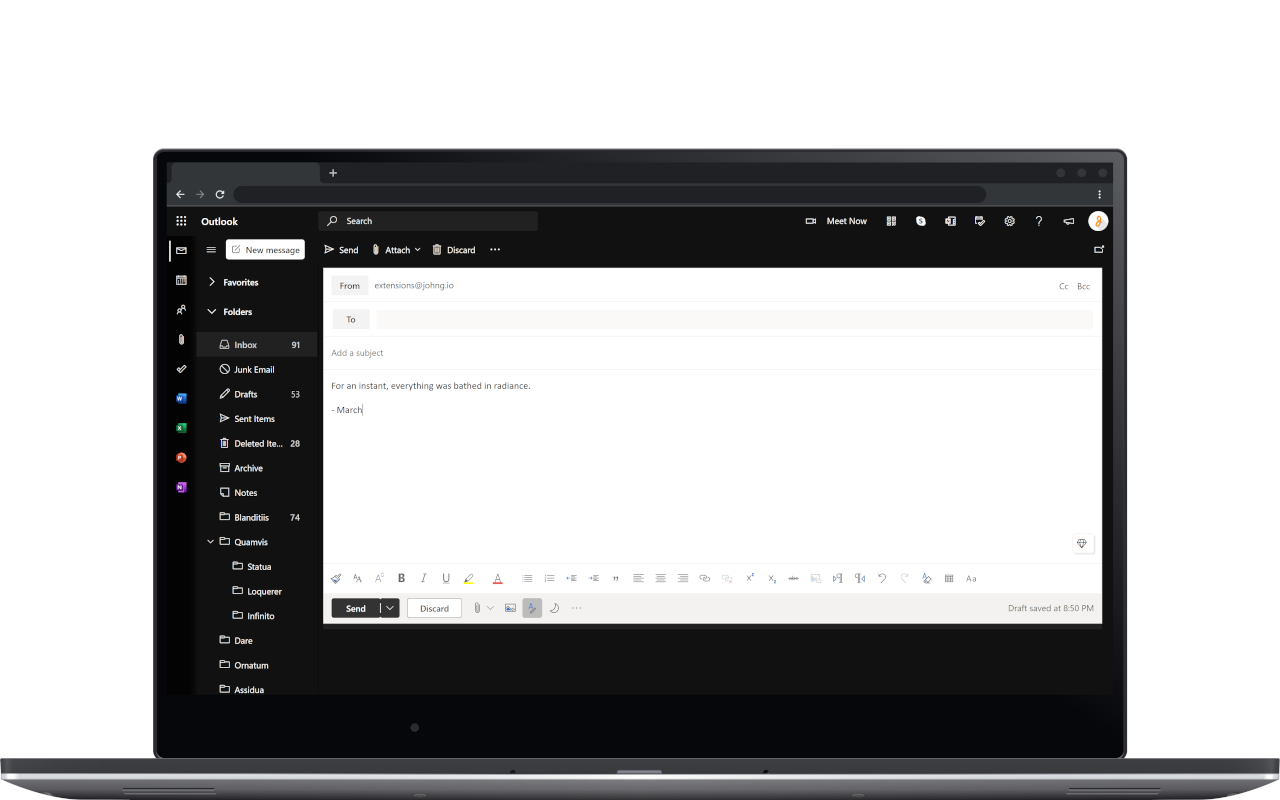 Outlook
Search
Meet Now
New message
Send
Attach
Discard
Favorites
Folders
Inbox 91
Junk Email
Drafts 53
Sent Items
Deleted Ite... 28
Archive
Notes
Blanditiis 74
Quamvis
Statua
Loquerer
Infinito
Dare
Ornatum
Assidua
From extensions@johng.io Cc Bcc
To
Add a subject
For an instant, everything was bathed in radiance.
- March
Send
Discard
Draft saved at 8:50 PM